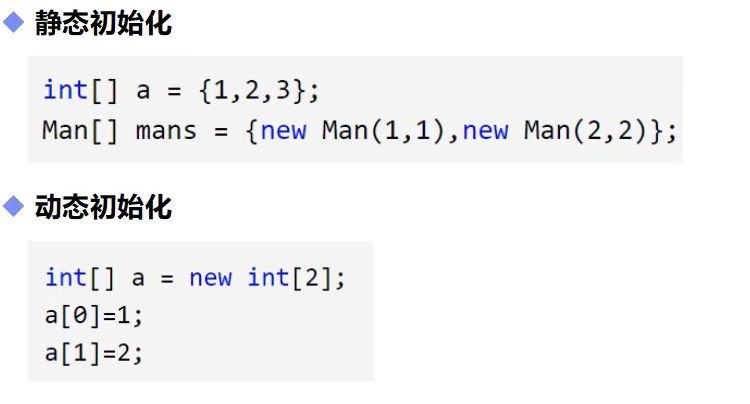 静态初始化
int[] a = {1,2,3};
Man[] mans = {new Man(1,1),new Man(2,2)};
动态初始化
int[] a = new int[2];
a[0]=1;
a[1]=2;